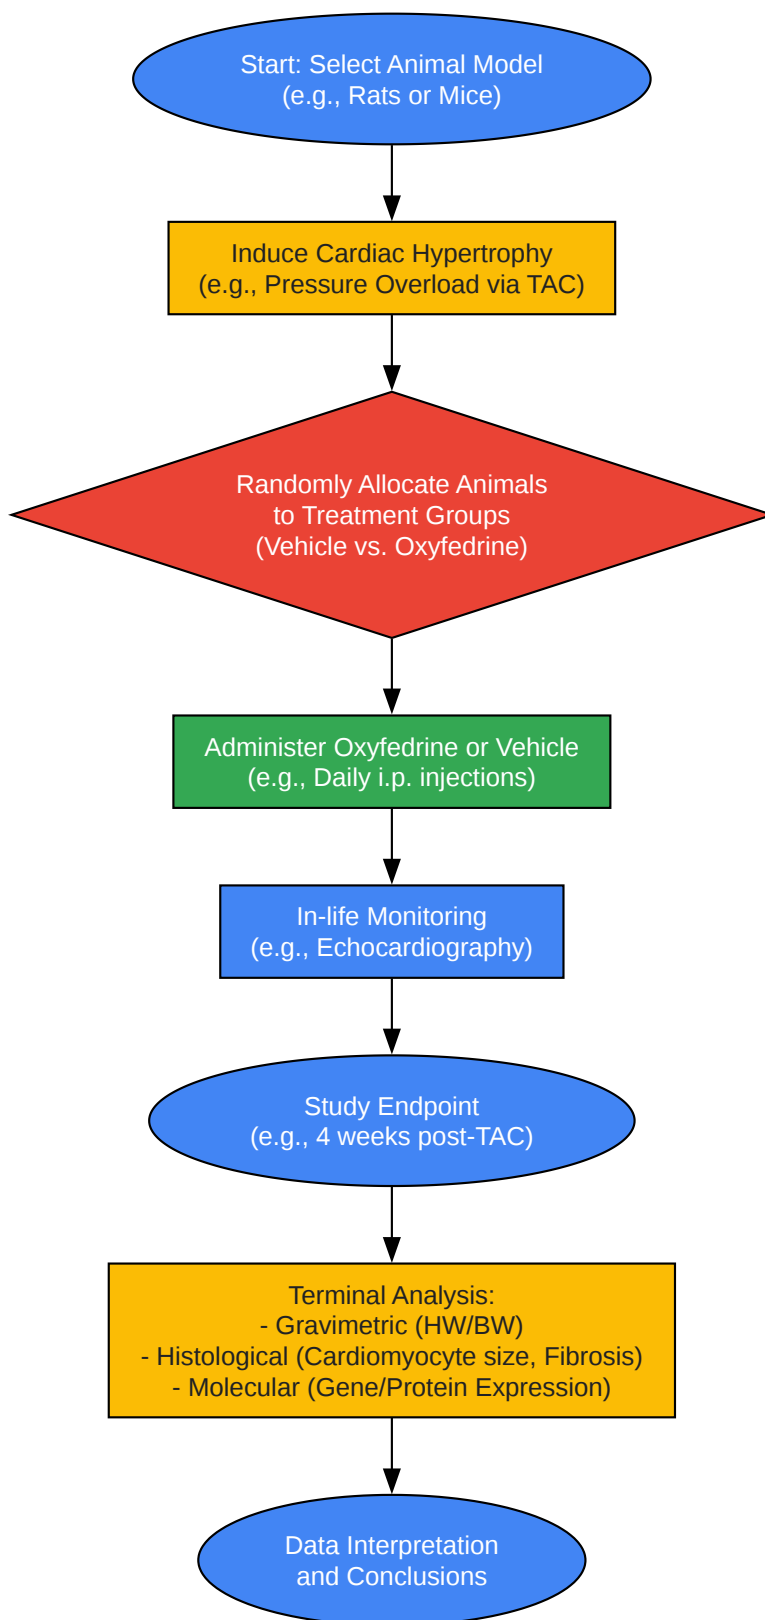 Start: Select Animal Model
(e.g., Rats or Mice)
Induce Cardiac Hypertrophy
(e.g., Pressure Overload via TAC)
Randomly Allocate Animals
to Treatment Groups
(Vehicle vs. Oxyfedrine)
Administer Oxyfedrine or Vehicle
(e.g., Daily i.p. injections)
In-life Monitoring
(e.g., Echocardiography)
Study Endpoint
(e.g., 4 weeks post-TAC)
Terminal Analysis:
- Gravimetric (HW/BW)
- Histological (Cardiomyocyte size, Fibrosis)
- Molecular (Gene/Protein Expression)
Data Interpretation
and Conclusions